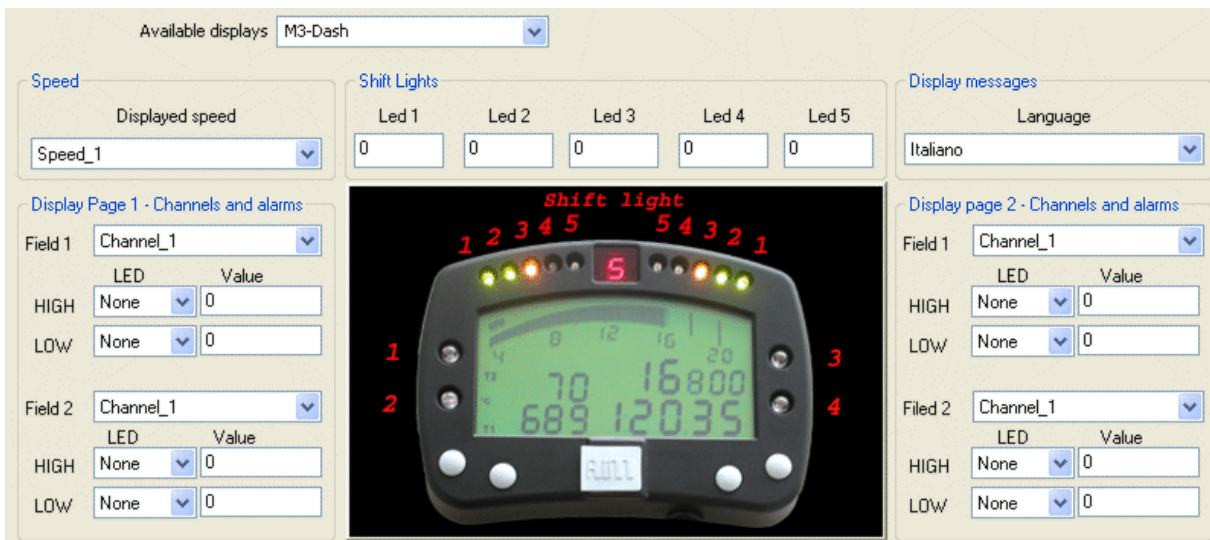 Available displays M3-Dash
Speed
Displayed speed
Speed_1
Shift Lights
Led 1 Led 2 Led 3 Led 4 Led 5
0 0 0 0 0
Display messages
Language
Italiano
Display Page 1 - Channels and alarms
Field 1 Channel_1
LED Value
HIGH None 0
LOW None 0
Field 2 Channel_1
LED Value
HIGH None 0
LOW None 0
Shift light
1 2 3 4 5 5 4 3 2 1
5
4 8 12 16 20
1 3
2 4
T2 70 16800
°C
T1 689 120.35
Display page 2 - Channels and alarms
Field 1 Channel_1
LED Value
HIGH None 0
LOW None 0
Filed 2 Channel_1
LED Value
HIGH None 0
LOW None 0